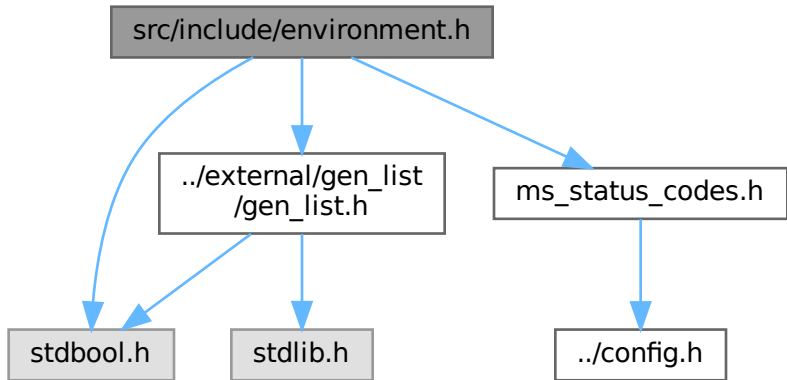 src/include/environment.h
../external/gen_list
/gen_list.h
ms_status_codes.h
stdbool.h
stdlib.h
../config.h